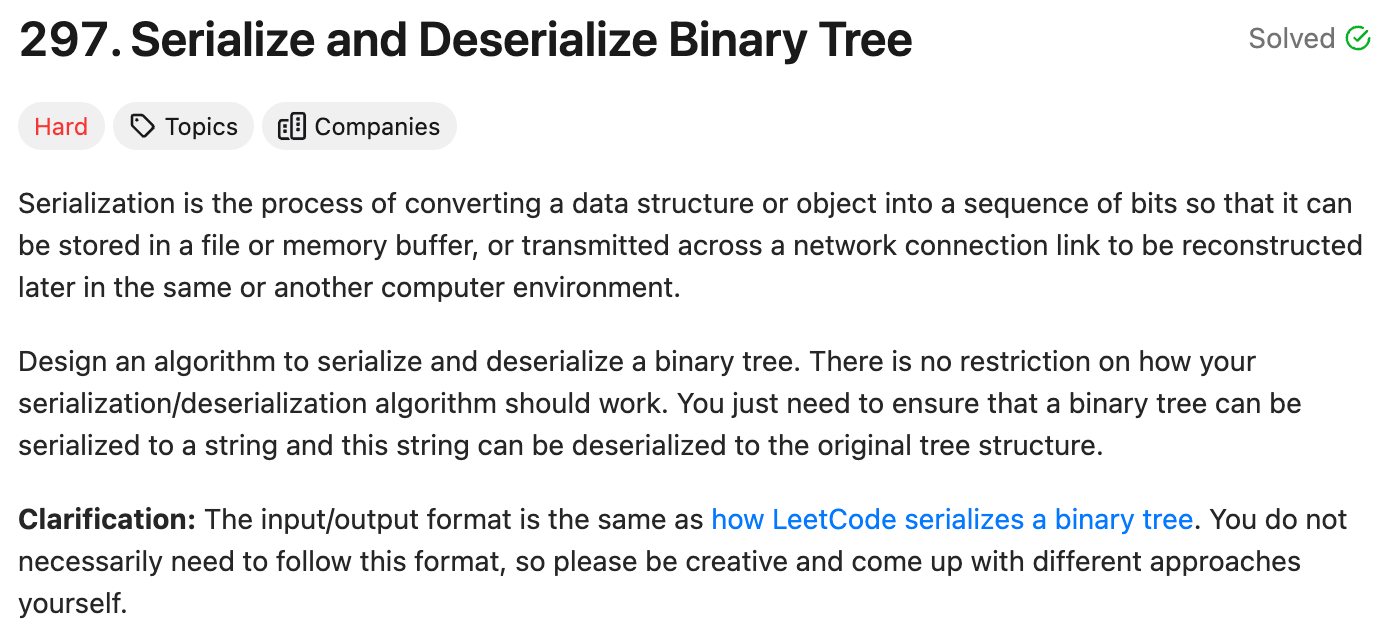 297. Serialize and Deserialize Binary Tree
Solved
Hard
Topics
Companies
Serialization is the process of converting a data structure or object into a sequence of bits so that it can
be stored in a file or memory buffer, or transmitted across a network connection link to be reconstructed
later in the same or another computer environment.
Design an algorithm to serialize and deserialize a binary tree. There is no restriction on how your
serialization/deserialization algorithm should work. You just need to ensure that a binary tree can be
serialized to a string and this string can be deserialized to the original tree structure.
Clarification: The input/output format is the same as how LeetCode serializes a binary tree. You do not
necessarily need to follow this format, so please be creative and come up with different approaches
yourself.